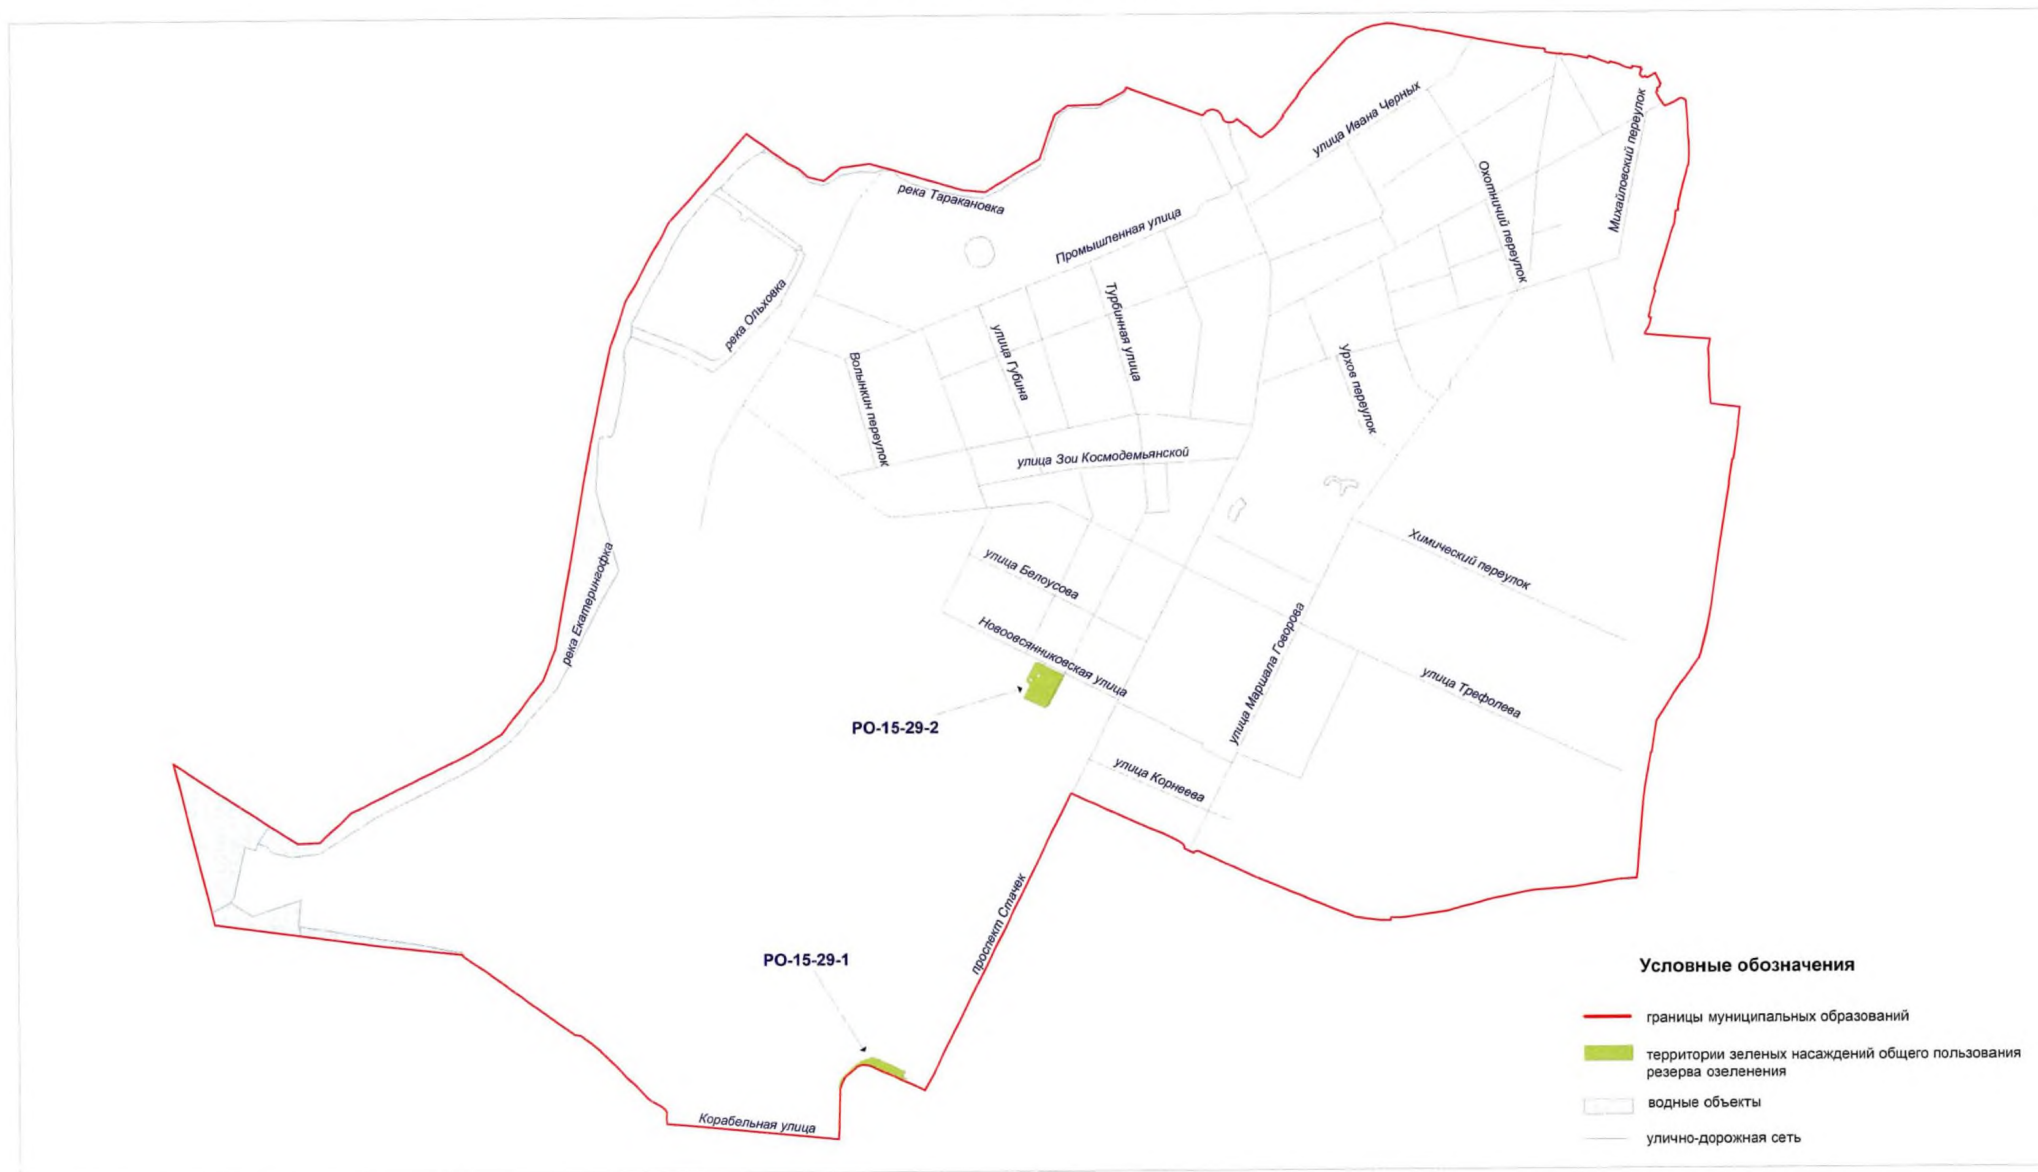 улица Ивана Черных
Михайловский переулок
Охотничий переулок
река Таракановка
Промышленная улица
река Ольховка
Турбинная улица
улица Губина
Волынкин переулок
Урхов переулок
улица Зои Космодемьянской
река Екатерингофка
улица Белоусова
Химический переулок
Новоовсянниковская улица
улица Маршала Говорова
улица Трефолева
РО-15-29-2
улица Корнеева
проспект Стачек
РО-15-29-1
Корабельная улица
Условные обозначения
границы муниципальных образований
территории зеленых насаждений общего пользования
резерва озеленения
водные объекты
улично-дорожная сеть